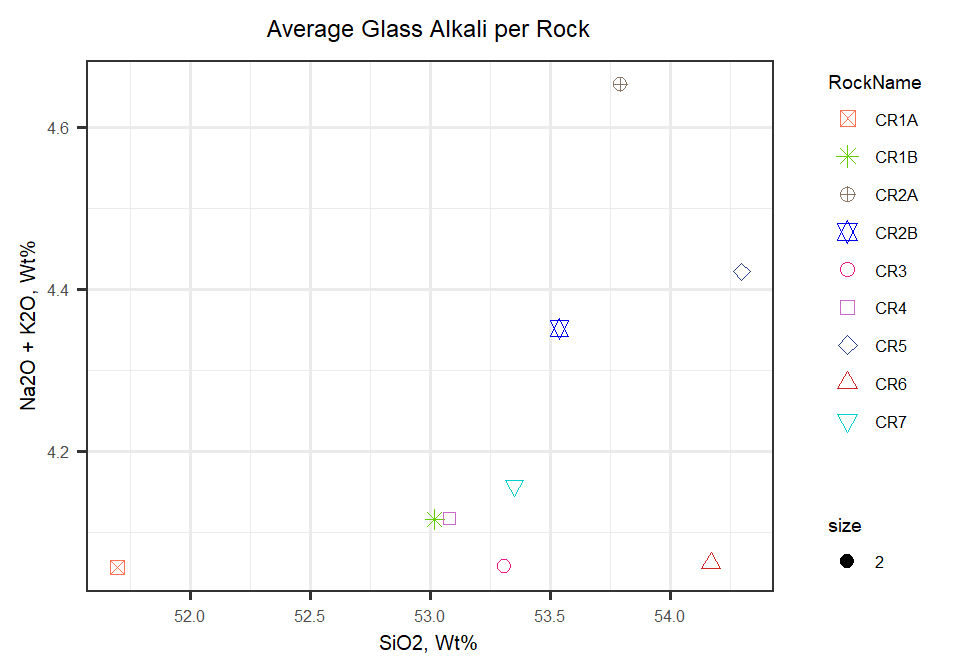 Average Glass Alkali per Rock
Na2O + K2O, Wt%
4.6
4.4
4.2
52.0 52.5 53.0 53.5 54.0
SiO2, Wt%
RockName
CR1A
CR1B
CR2A
CR2B
CR3
CR4
CR5
CR6
CR7
size
2